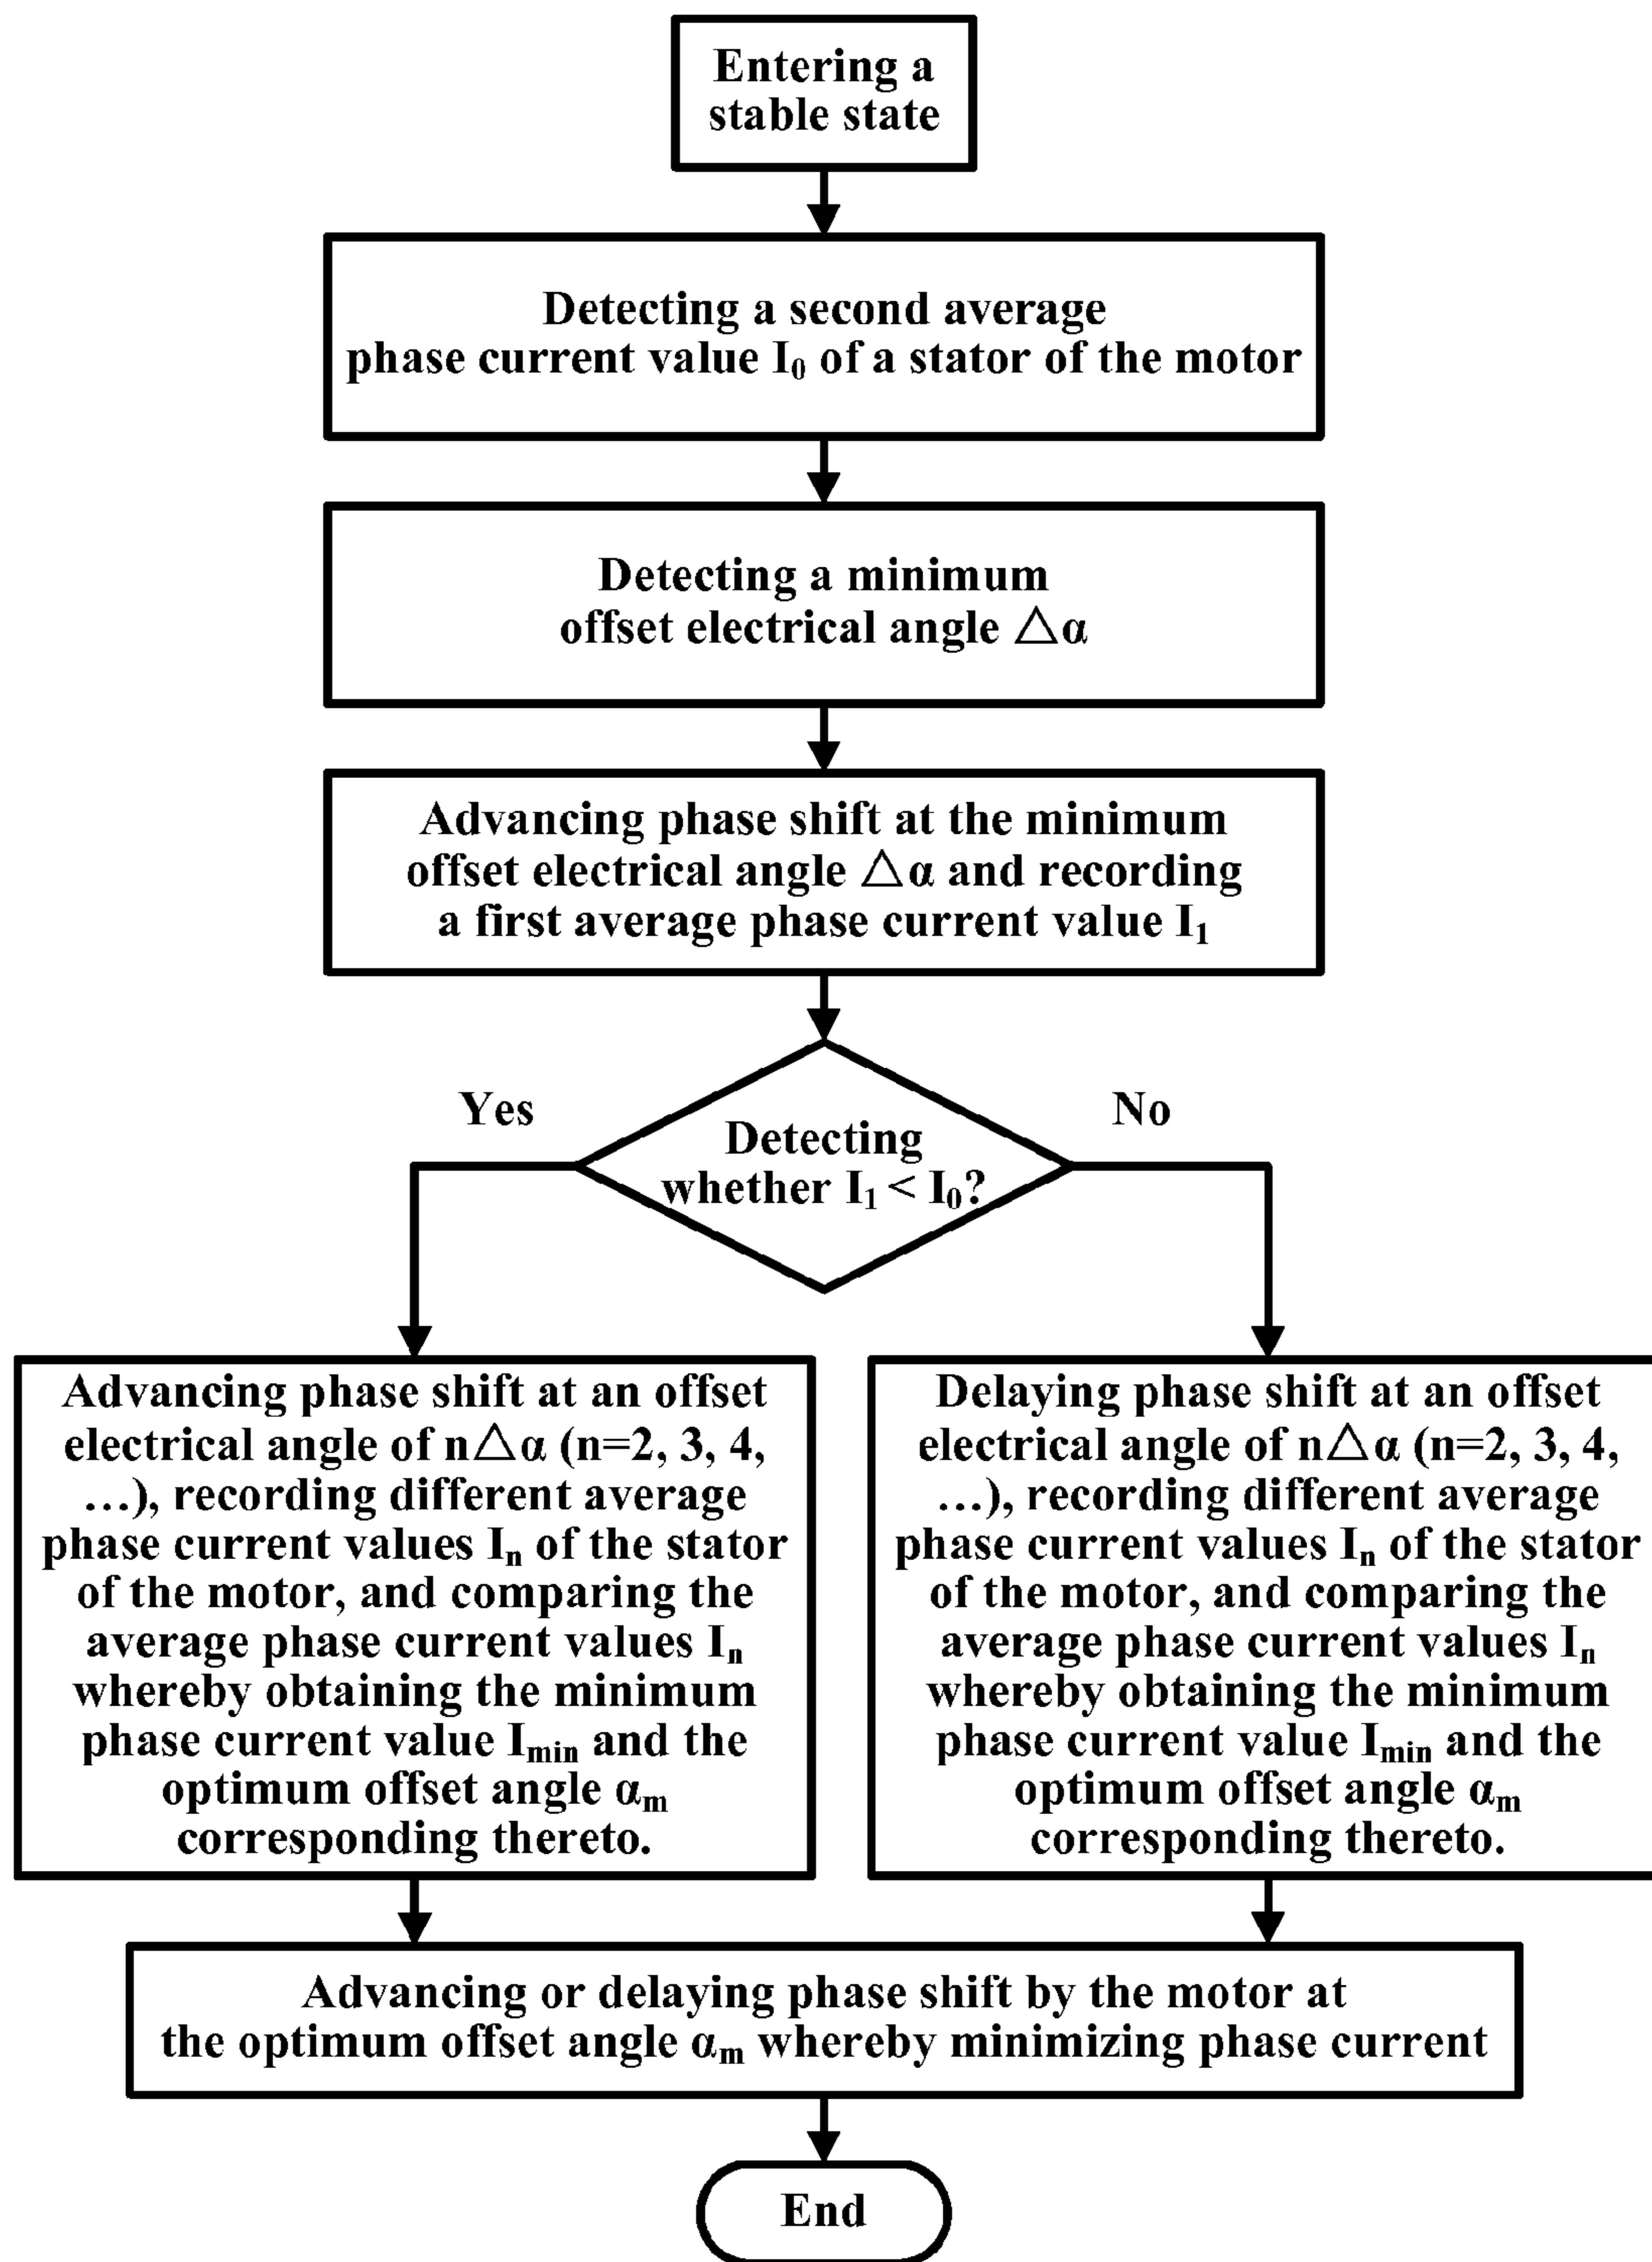 Entering a
stable state
Detecting a second average
phase current value I₀ of a stator of the motor
Detecting a minimum
offset electrical angle △α
Advancing phase shift at the minimum
offset electrical angle △α and recording
a first average phase current value I₁
Yes
No
Detecting
whether I₁ < I₀?
Advancing phase shift at an offset
electrical angle of n△α (n=2, 3, 4,
…), recording different average
phase current values Iₙ of the stator
of the motor, and comparing the
average phase current values Iₙ
whereby obtaining the minimum
phase current value Iₘᵢₙ and the
optimum offset angle αₘ
corresponding thereto.
Delaying phase shift at an offset
electrical angle of n△α (n=2, 3, 4,
…), recording different average
phase current values Iₙ of the stator
of the motor, and comparing the
average phase current values Iₙ
whereby obtaining the minimum
phase current value Iₘᵢₙ and the
optimum offset angle αₘ
corresponding thereto.
Advancing or delaying phase shift by the motor at
the optimum offset angle αₘ whereby minimizing phase current
End